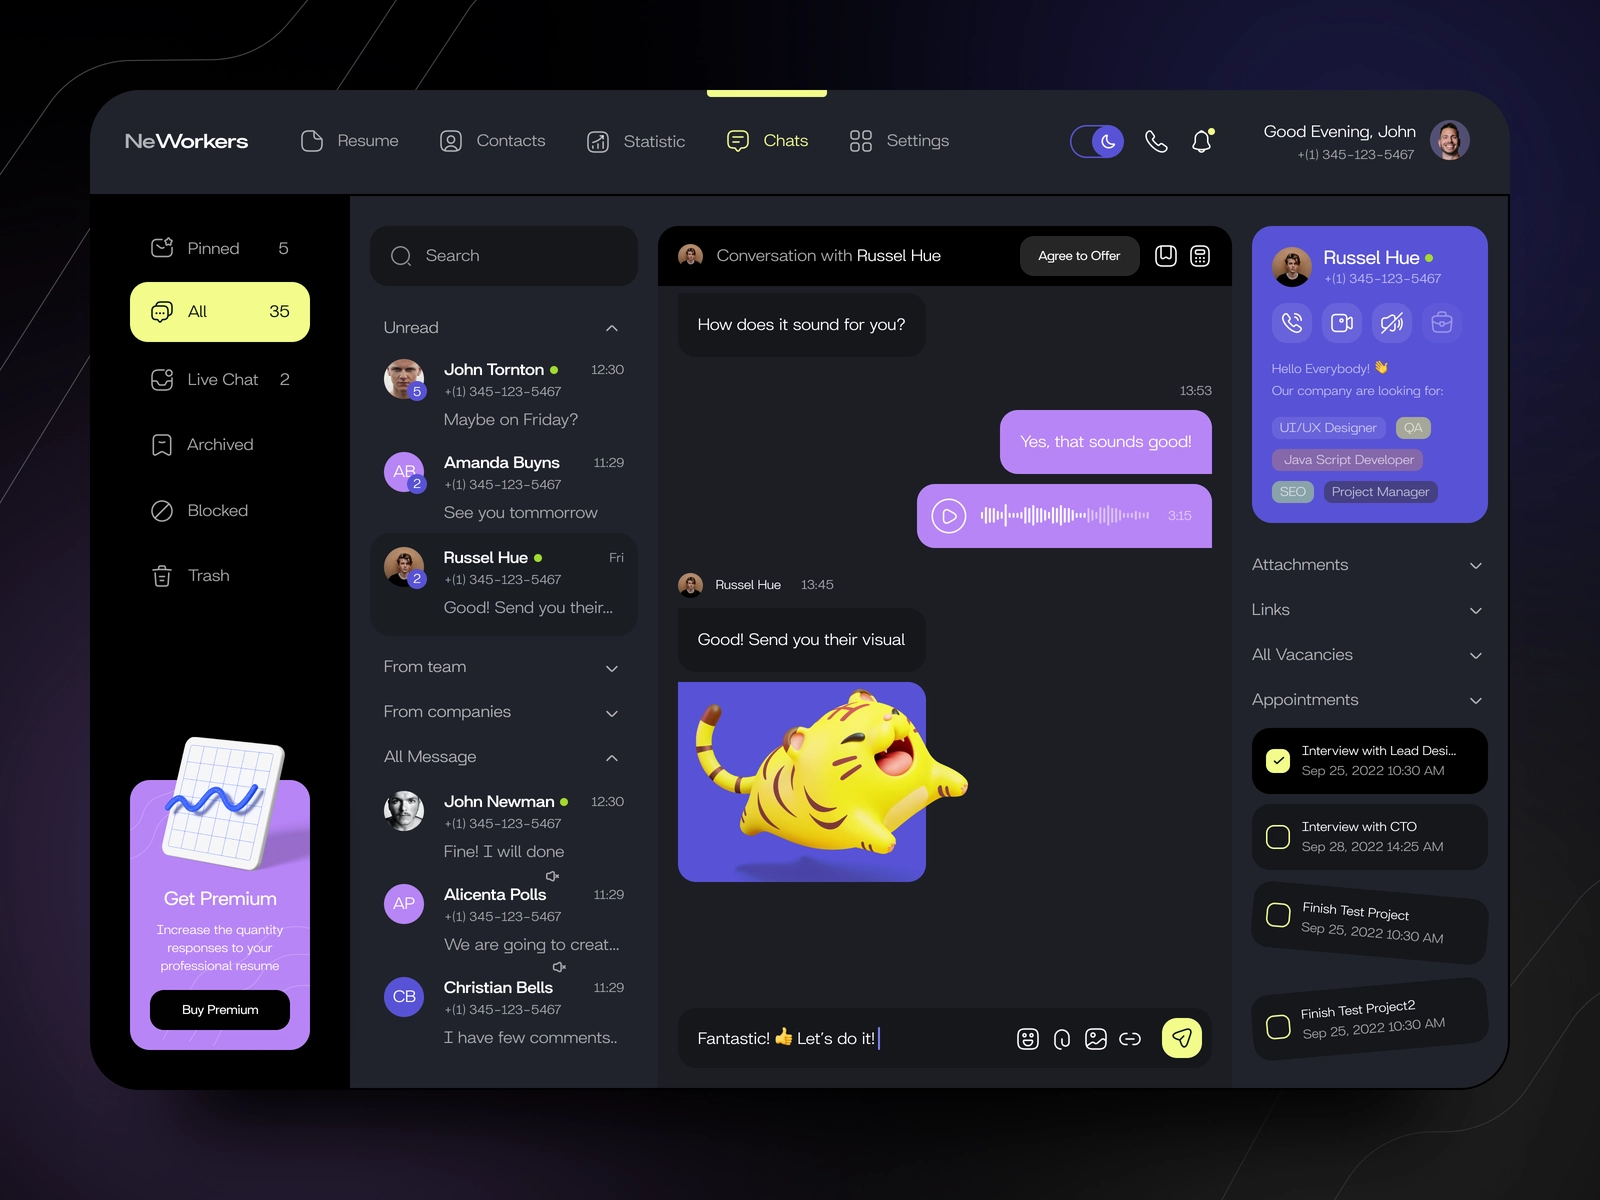 NeWorkers
Resume
Contacts
Statistic
Chats
Settings
Good Evening, John
+(1) 345-123-5467
Pinned 5
All 35
Live Chat 2
Archived
Blocked
Trash
Get Premium
Increase the quantity
responses to your
professional resume
Buy Premium
Search
Unread
John Tornton 12:30
+(1) 345-123-5467
5
Maybe on Friday?
AB
Amanda Buyns 11:29
+(1) 345-123-5467
2
See you tommorrow
Russel Hue Fri
+(1) 345-123-5467
2
Good! Send you their...
From team
From companies
All Message
John Newman 12:30
+(1) 345-123-5467
Fine! I will done
AP
Alicenta Polls 11:29
+(1) 345-123-5467
We are going to creat...
CB
Christian Bells 11:29
+(1) 345-123-5467
I have few comments..
Conversation with Russel Hue
Agree to Offer
How does it sound for you?
13:53
Yes, that sounds good!
3:15
Russel Hue 13:45
Good! Send you their visual
Fantastic! 👍 Let's do it!
Russel Hue
+(1) 345-123-5467
Hello Everybody! 👋
Our company are looking for:
UI/UX Designer QA
Java Script Developer
SEO Project Manager
Attachments
Links
All Vacancies
Appointments
Interview with Lead Desi...
Sep 25, 2022 10:30 AM
Interview with CTO
Sep 28, 2022 14:25 AM
Finish Test Project
Sep 25, 2022 10:30 AM
Finish Test Project2
Sep 25, 2022 10:30 AM